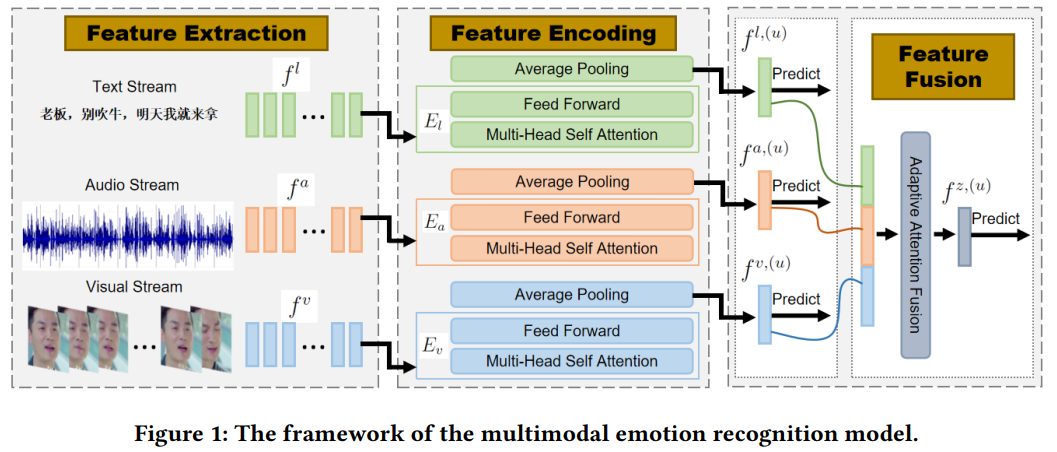 Feature Extraction
Text Stream
老板，别吹牛，明天我就来拿
f^l
...
Audio Stream
f^a
...
Visual Stream
...
f^v
...
Feature Encoding
Average Pooling
E_l
Feed Forward
Multi-Head Self Attention
Average Pooling
E_a
Feed Forward
Multi-Head Self Attention
Average Pooling
E_v
Feed Forward
Multi-Head Self Attention
f^{l,(u)}
Predict
f^{a,(u)}
Predict
f^{v,(u)}
Predict
Feature
Fusion
Adaptive Attention Fusion
f^{z,(u)}
Predict
Figure 1: The framework of the multimodal emotion recognition model.